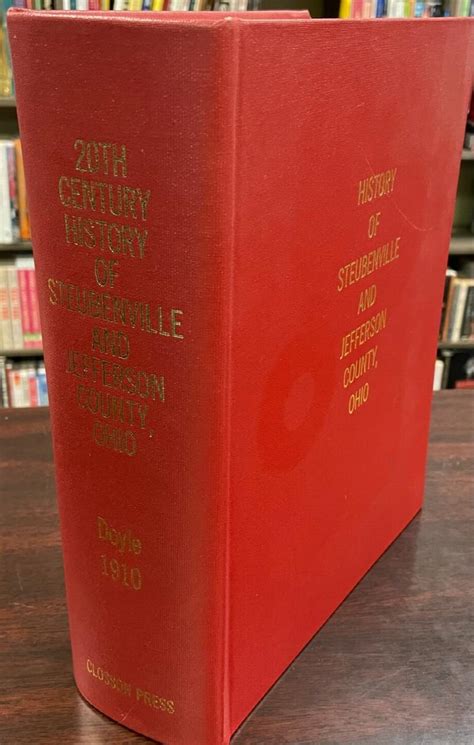 20TH
CENTURY
HISTORY
OF
STEUBENVILLE
AND
JEFFERSON
COUNTY,
OHIO
Doyle
1910
CLOSSON PRESS
HISTORY
OF
STEUBENVILLE
AND
JEFFERSON
COUNTY,
OHIO